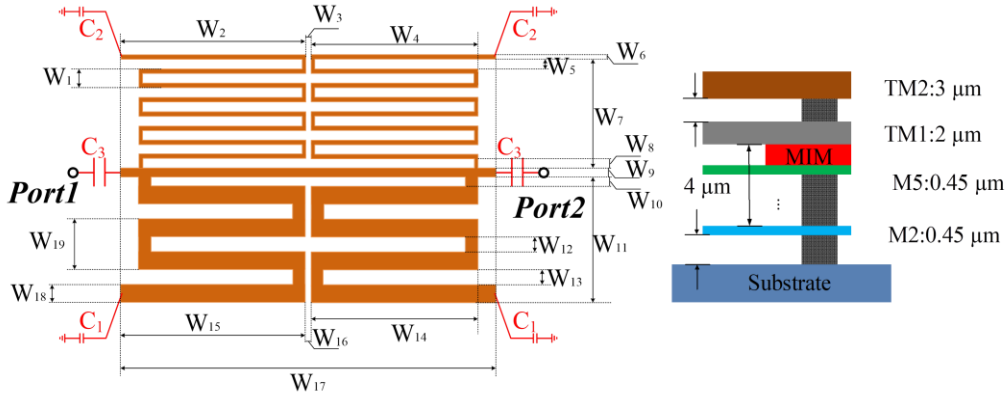 C₂
W₂
W₃
W₄
C₂
W₆
W₁
W₅
W₇
C₃
C₃
W₈
W₉
W₁₀
Port1
Port2
W₁₉
W₁₂
W₁₁
W₁₃
W₁₈
C₁
W₁₅
W₁₄
C₁
W₁₆
W₁₇
TM2:3 μm
TM1:2 μm
MIM
4 μm
M5:0.45 μm
...
M2:0.45 μm
Substrate